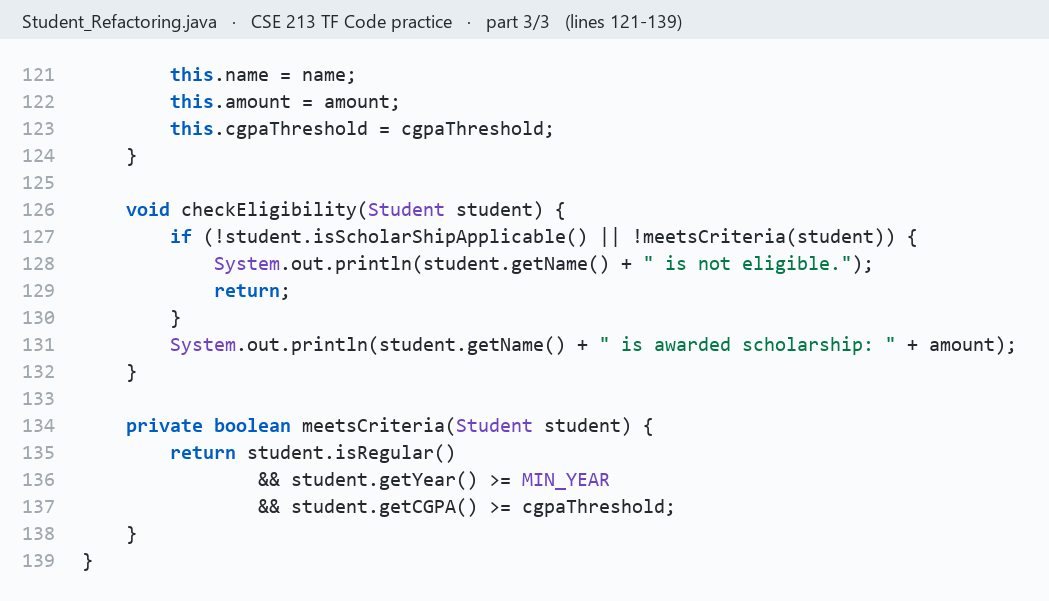 Student_Refactoring.java · CSE 213 TF Code practice · part 3/3 (lines 121-139)
121         this.name = name;
122         this.amount = amount;
123         this.cgpaThreshold = cgpaThreshold;
124     }
125
126     void checkEligibility(Student student) {
127         if (!student.isScholarShipApplicable() || !meetsCriteria(student)) {
128             System.out.println(student.getName() + " is not eligible.");
129             return;
130         }
131         System.out.println(student.getName() + " is awarded scholarship: " + amount);
132     }
133
134     private boolean meetsCriteria(Student student) {
135         return student.isRegular()
136                 && student.getYear() >= MIN_YEAR
137                 && student.getCGPA() >= cgpaThreshold;
138     }
139 }